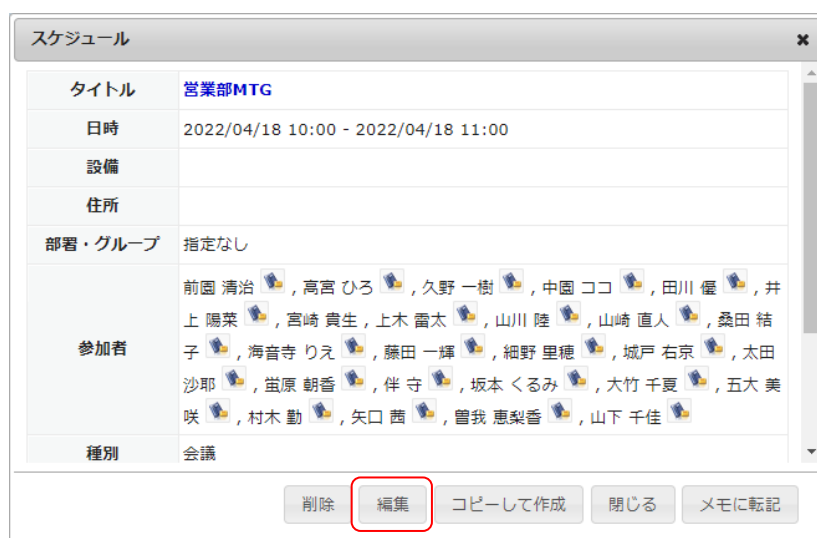 スケジュール
タイトル 営業部MTG
日時 2022/04/18 10:00 - 2022/04/18 11:00
設備
住所
部署・グループ 指定なし
前園 清治 , 高宮 ひろ , 久野 一樹 , 中園 ココ , 田川 優 , 井
上 陽菜 , 宮崎 貴生 , 上木 雷太 , 山川 陸 , 山崎 直人 , 桑田 結
参加者 子 , 海音寺 りえ , 藤田 一輝 , 細野 里穂 , 城戸 右京 , 太田
沙耶 , 蛍原 朝香 , 伴 守 , 坂本 くるみ , 大竹 千夏 , 五大 美
咲 , 村木 勤 , 矢口 茜 , 曽我 恵梨香 , 山下 千佳
種別 会議
削除 編集 コピーして作成 閉じる メモに転記